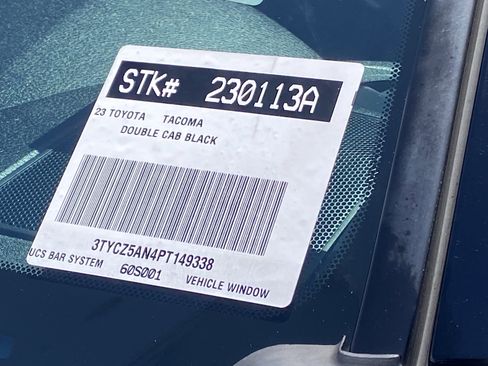 STK# 230113A
23 TOYOTA TACOMA
DOUBLE CAB BLACK
3TYCZ5AN4PT149338
UCS BAR SYSTEM 60S001 VEHICLE WINDOW